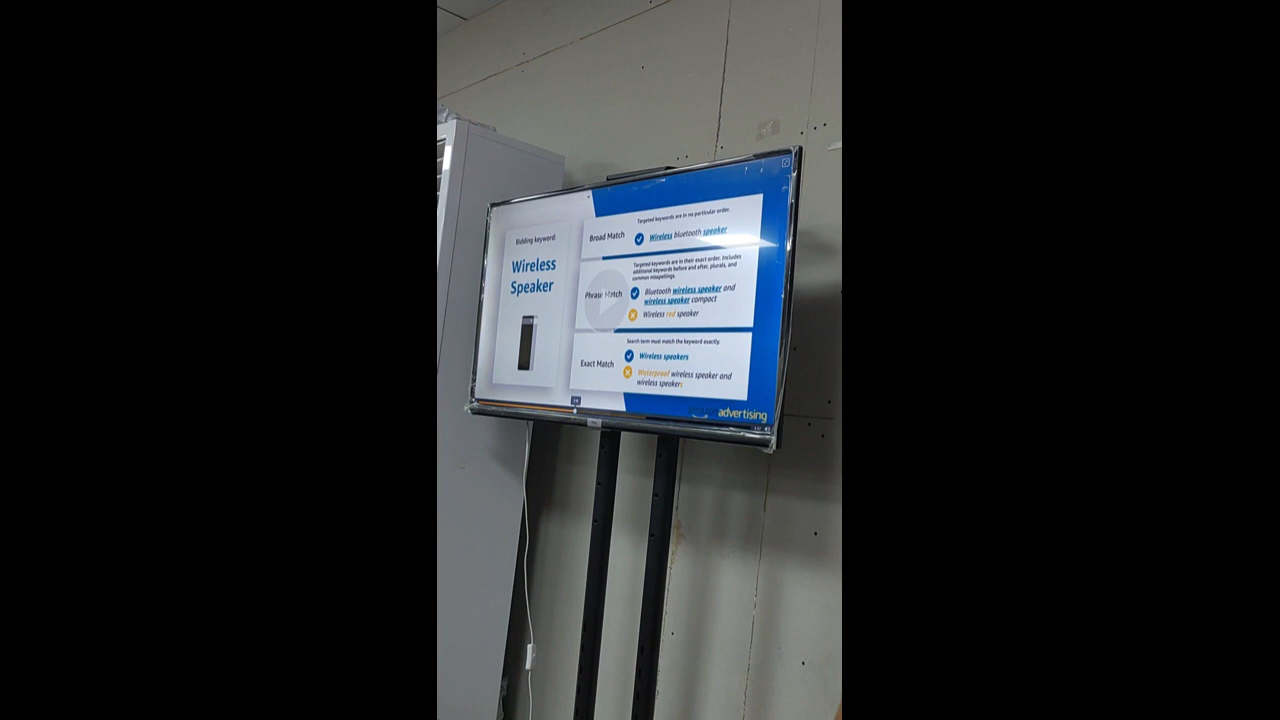 Bidding keyword:
Wireless
Speaker
Broad Match
Targeted keywords are in no particular order.
Wireless bluetooth speaker
Phrase Match
Targeted keywords are in their exact order. Includes
additional keywords before and after, plurals, and
common misspellings.
Bluetooth wireless speaker and
wireless speaker compact
Wireless red speaker
Exact Match
Search term must match the keyword exactly.
Wireless speakers
Waterproof wireless speaker and
wireless speakers
amazon advertising